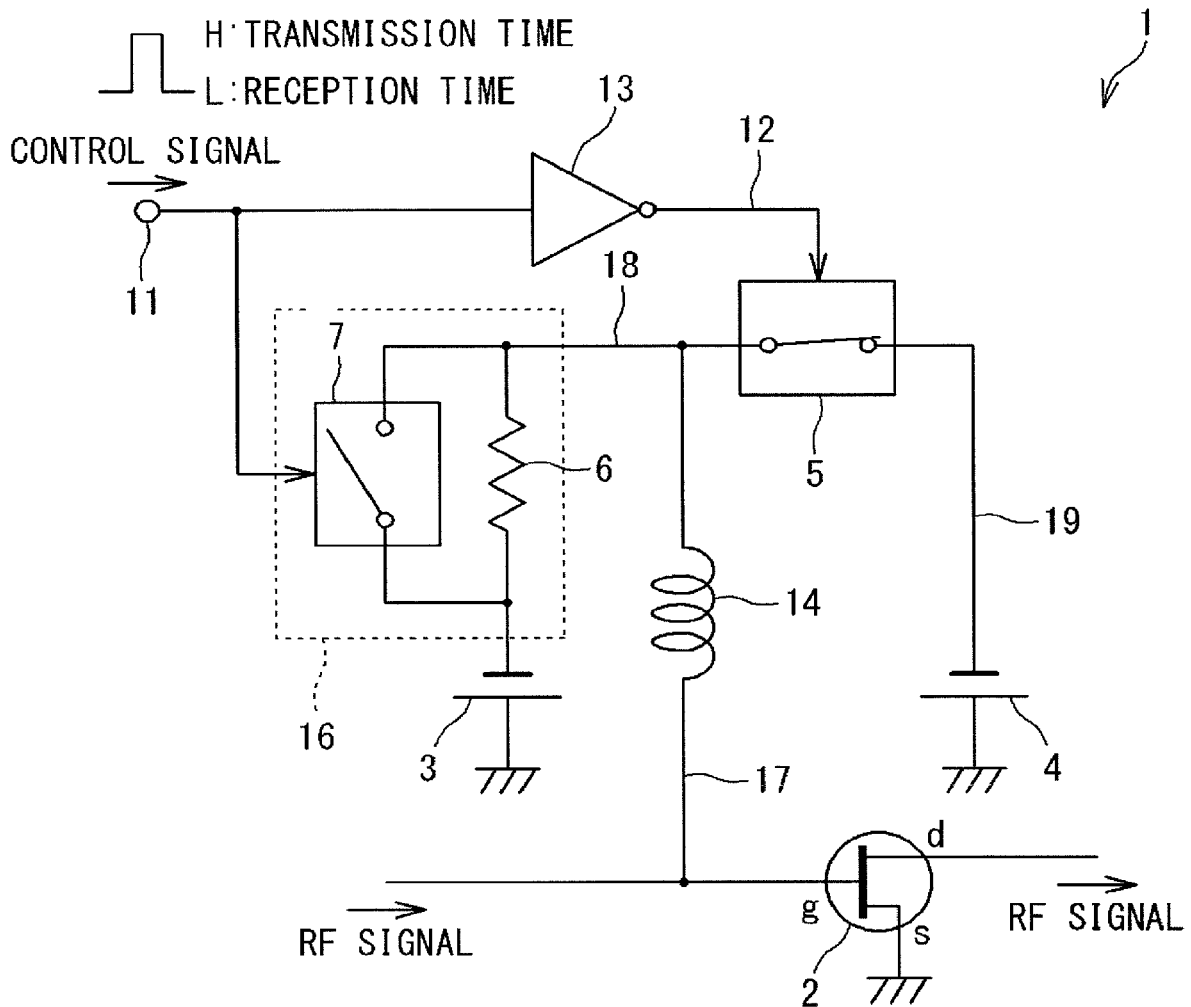 H:TRANSMISSION TIME
L:RECEPTION TIME
CONTROL SIGNAL
1
13
12
11
18
7
6
5
19
14
16
3
17
4
d
g
s
RF SIGNAL
RF SIGNAL
2